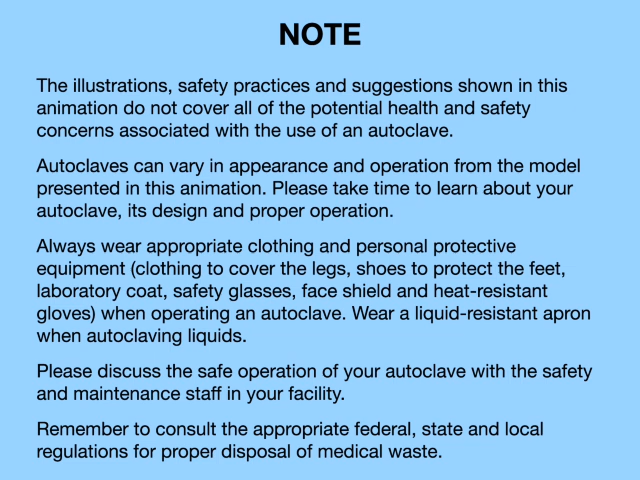 NOTE
The illustrations, safety practices and suggestions shown in this
animation do not cover all of the potential health and safety
concerns associated with the use of an autoclave.
Autoclaves can vary in appearance and operation from the model
presented in this animation. Please take time to learn about your
autoclave, its design and proper operation.
Always wear appropriate clothing and personal protective
equipment (clothing to cover the legs, shoes to protect the feet,
laboratory coat, safety glasses, face shield and heat-resistant
gloves) when operating an autoclave. Wear a liquid-resistant apron
when autoclaving liquids.
Please discuss the safe operation of your autoclave with the safety
and maintenance staff in your facility.
Remember to consult the appropriate federal, state and local
regulations for proper disposal of medical waste.